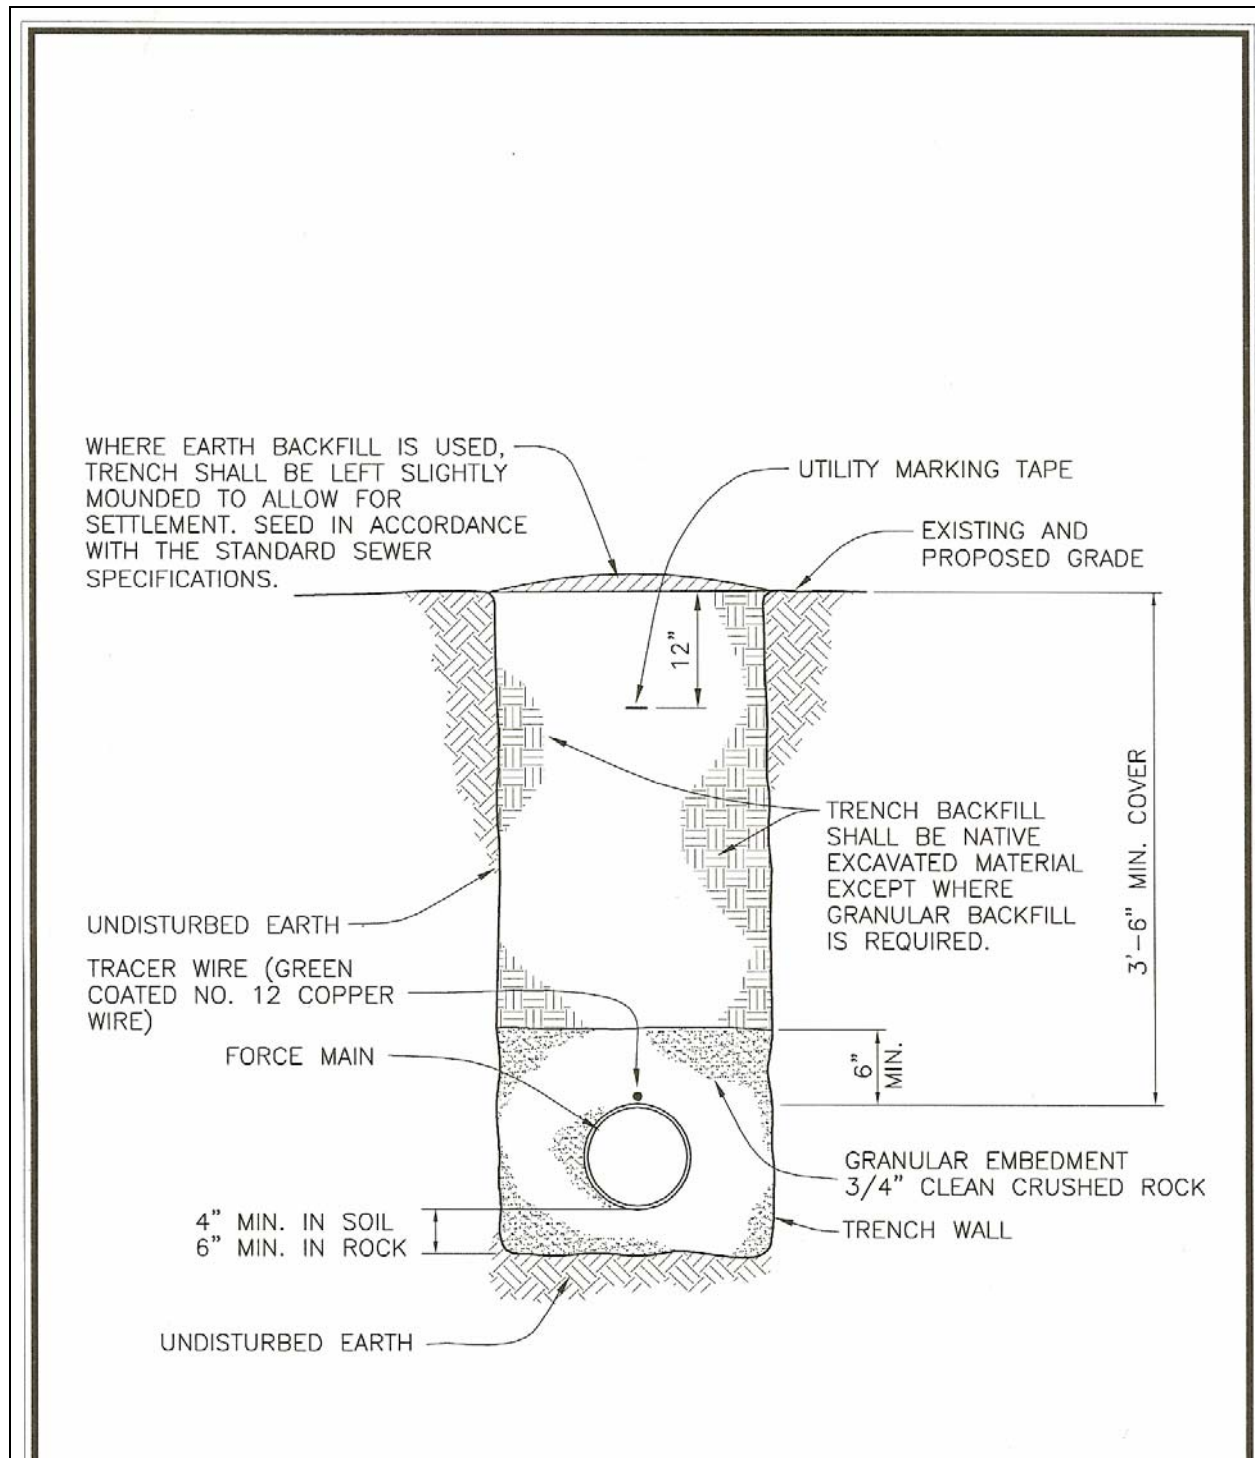 WHERE EARTH BACKFILL IS USED,
TRENCH SHALL BE LEFT SLIGHTLY
MOUNDED TO ALLOW FOR
SETTLEMENT. SEED IN ACCORDANCE
WITH THE STANDARD SEWER
SPECIFICATIONS.
UTILITY MARKING TAPE
EXISTING AND
PROPOSED GRADE
12"
3'-6" MIN. COVER
TRENCH BACKFILL
SHALL BE NATIVE
EXCAVATED MATERIAL
EXCEPT WHERE
GRANULAR BACKFILL
IS REQUIRED.
UNDISTURBED EARTH
TRACER WIRE (GREEN
COATED NO. 12 COPPER
WIRE)
FORCE MAIN
6"
MIN.
GRANULAR EMBEDMENT
3/4" CLEAN CRUSHED ROCK
4" MIN. IN SOIL
6" MIN. IN ROCK
TRENCH WALL
UNDISTURBED EARTH